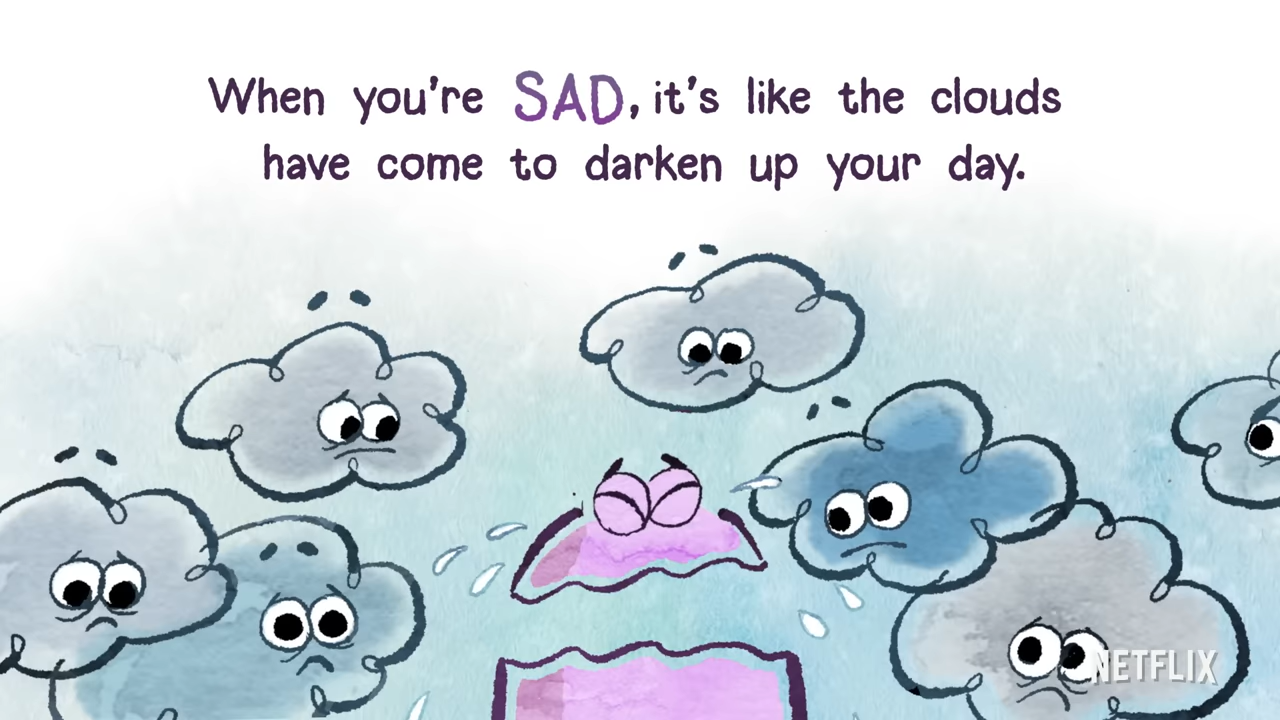 When you're SAD, it's like the clouds
have come to darken up your day.
NETFLIX